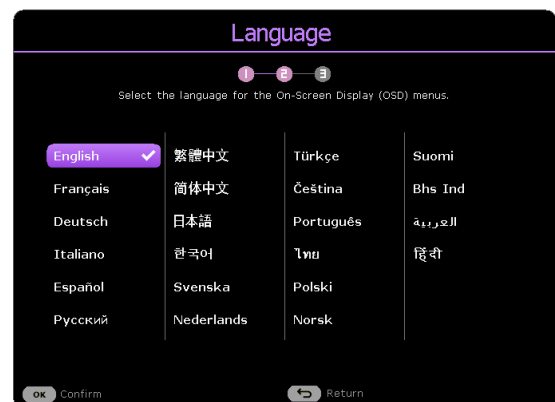 Language
1 2 3
Select the language for the On-Screen Display (OSD) menus.
English 繁體中文 Türkçe Suomi
Français 简体中文 Čeština Bhs Ind
Deutsch 日本語 Português العربية
Italiano 한국어 ไทย हिंदी
Español Svenska Polski
Русский Nederlands Norsk
OK Confirm Return